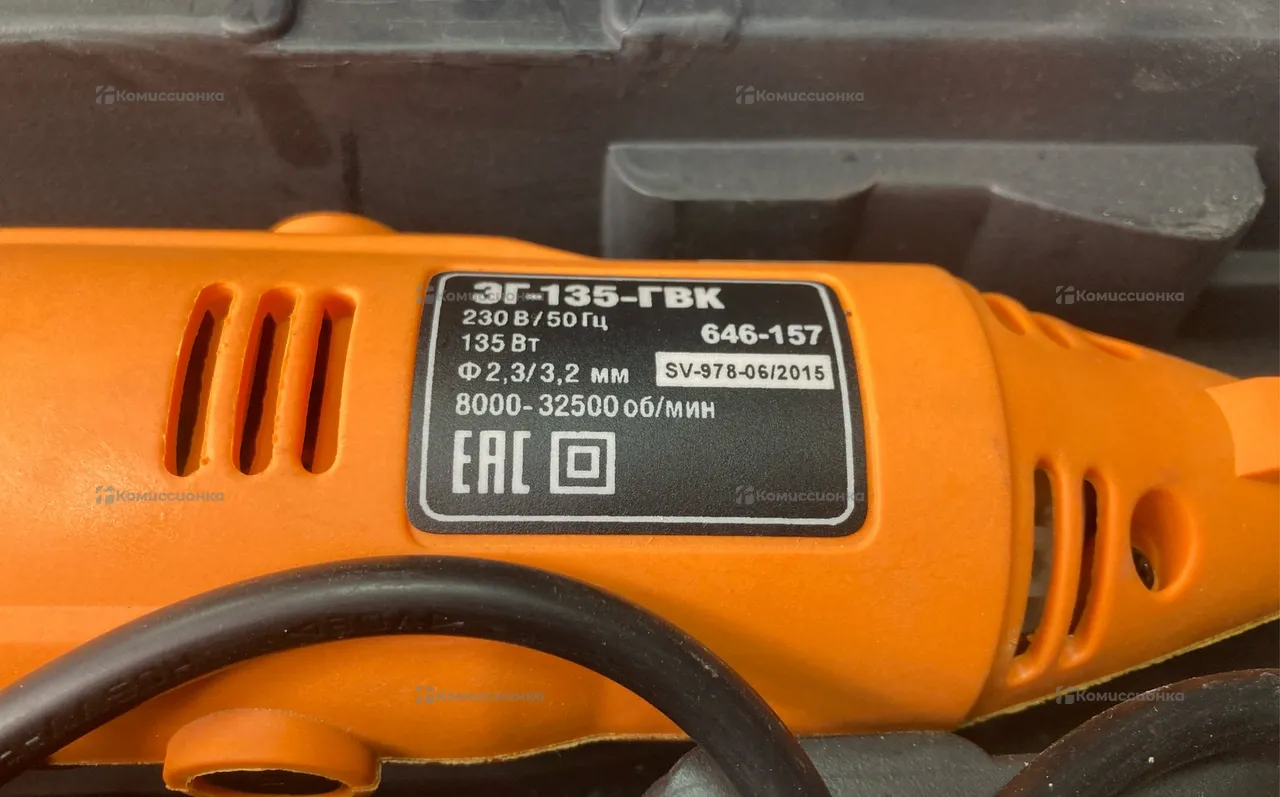 Комиссионка
Комиссионка
ЗГ-135-ГВК
Комиссионка
Комиссионка
230 В/50 Гц
646-157
135 Вт
SV-978-06/2015
Ф 2,3/3,2 мм
8000-32500 об/мин
EAC
Комиссионка
Комиссионка
Комиссионка
Комиссионка